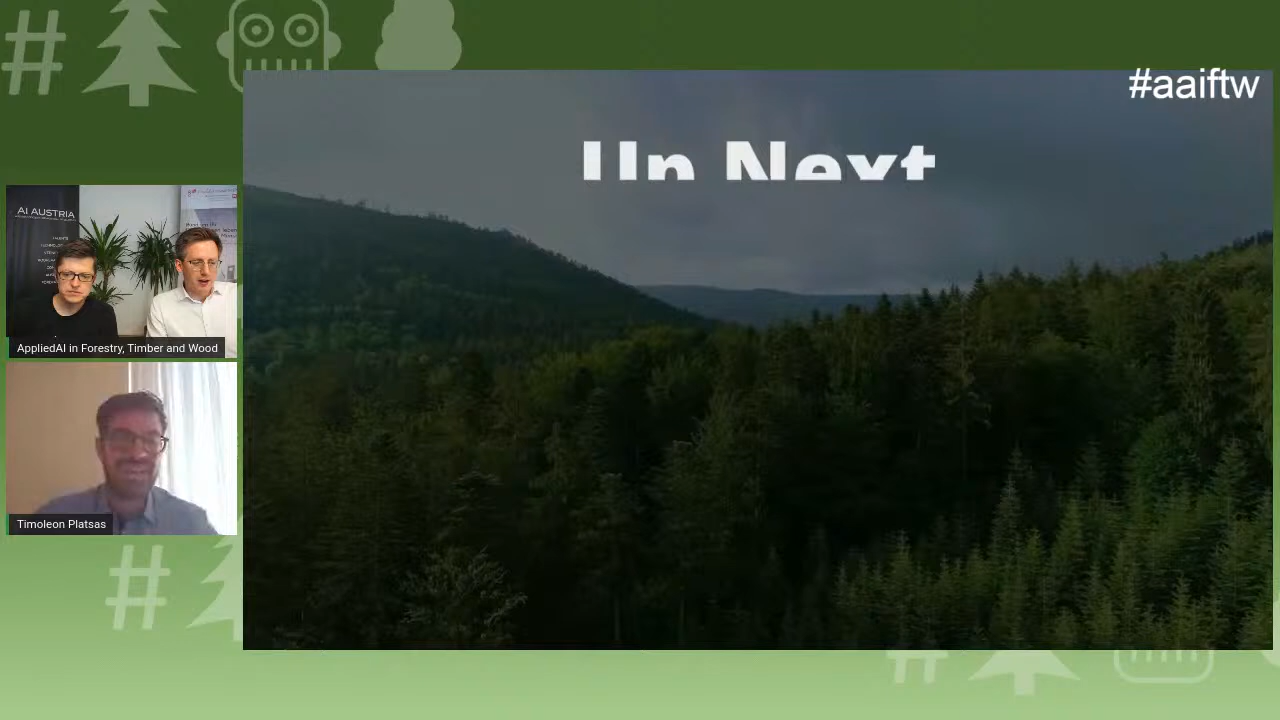 #aaiftw
Up Next
AI AUSTRIA
AppliedAI in Forestry, Timber and Wood
Timoleon Platsas